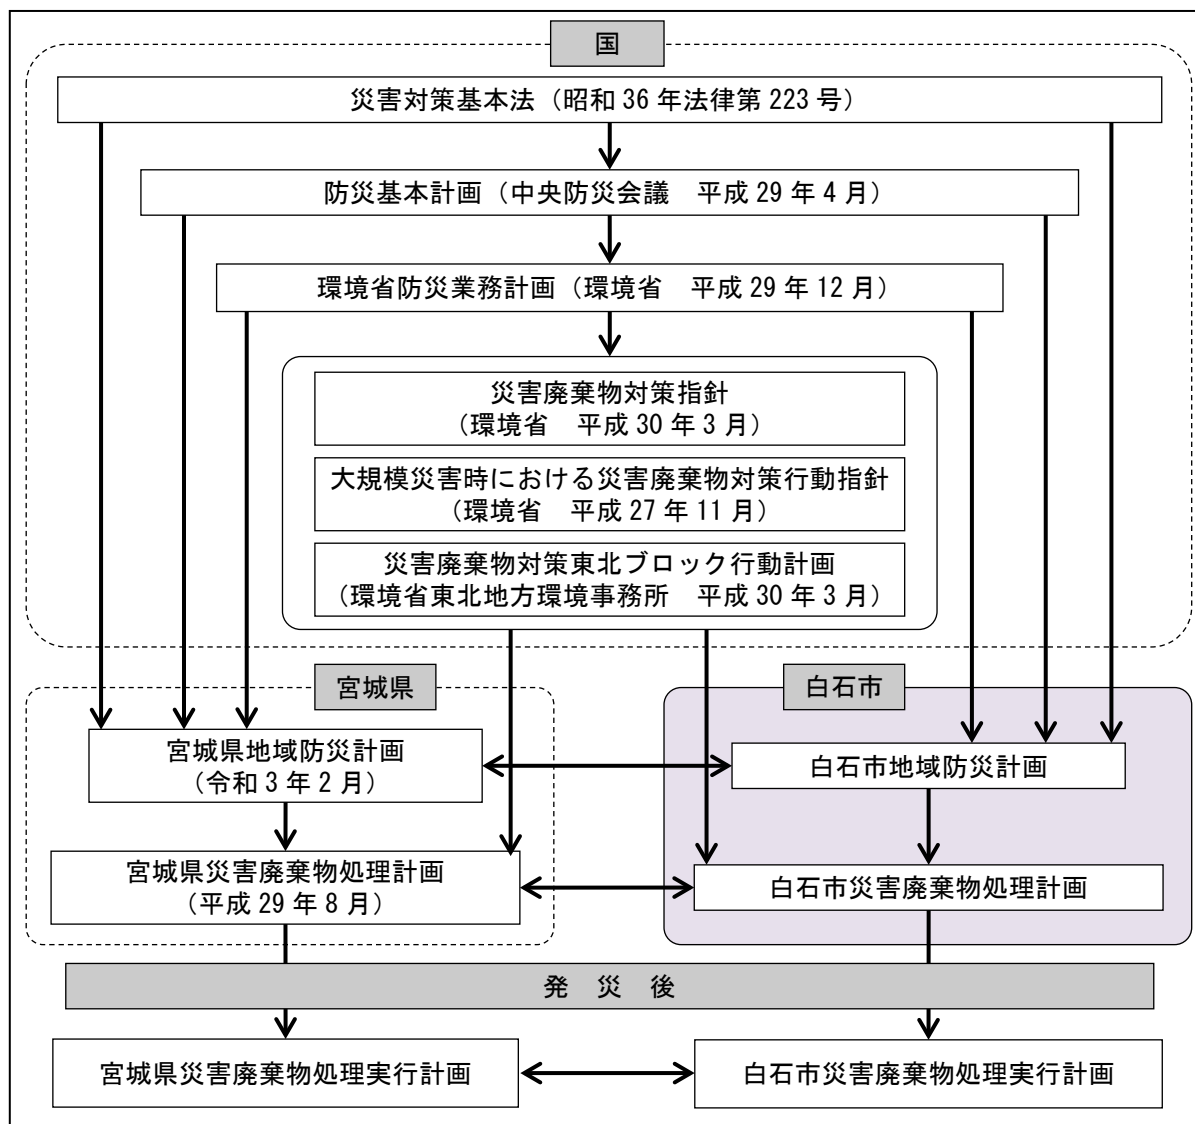 国
災害対策基本法（昭和 36 年法律第 223 号）
防災基本計画（中央防災会議　平成 29 年 4 月）
環境省防災業務計画（環境省　平成 29 年 12 月）
災害廃棄物対策指針
（環境省　平成 30 年 3 月）
大規模災害時における災害廃棄物対策行動指針
（環境省　平成 27 年 11 月）
災害廃棄物対策東北ブロック行動計画
（環境省東北地方環境事務所　平成 30 年 3 月）
宮城県
白石市
宮城県地域防災計画
（令和 3 年 2 月）
白石市地域防災計画
宮城県災害廃棄物処理計画
（平成 29 年 8 月）
白石市災害廃棄物処理計画
発　災　後
宮城県災害廃棄物処理実行計画
白石市災害廃棄物処理実行計画